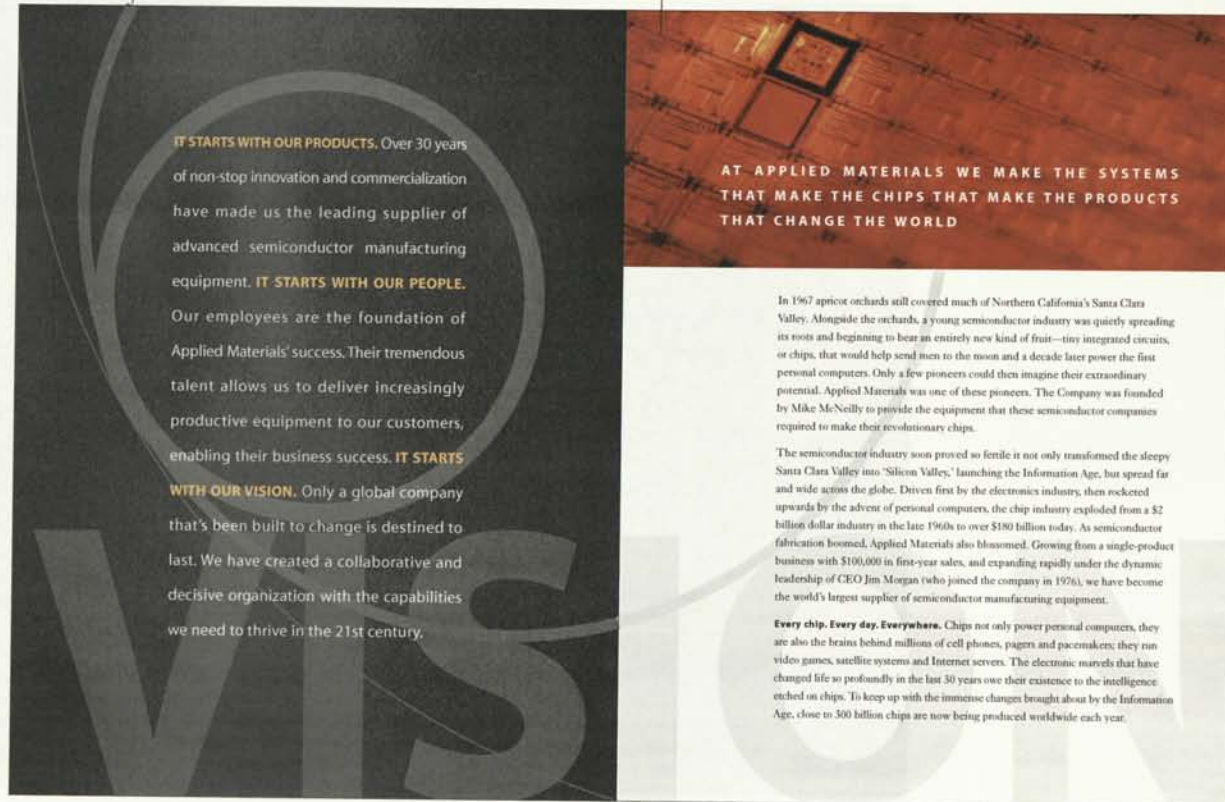 IT STARTS WITH OUR PRODUCTS. Over 30 years
of non-stop innovation and commercialization
have made us the leading supplier of
advanced semiconductor manufacturing
equipment. IT STARTS WITH OUR PEOPLE.
Our employees are the foundation of
Applied Materials' success. Their tremendous
talent allows us to deliver increasingly
productive equipment to our customers,
enabling their business success. IT STARTS
WITH OUR VISION. Only a global company
that's been built to change is destined to
last. We have created a collaborative and
decisive organization with the capabilities
we need to thrive in the 21st century.
VISION
AT APPLIED MATERIALS WE MAKE THE SYSTEMS
THAT MAKE THE CHIPS THAT MAKE THE PRODUCTS
THAT CHANGE THE WORLD
In 1967 apricot orchards still covered much of Northern California's Santa Clara
Valley. Alongside the orchards, a young semiconductor industry was quietly spreading
its roots and beginning to bear an entirely new kind of fruit—tiny integrated circuits,
or chips, that would help send men to the moon and a decade later power the first
personal computers. Only a few pioneers could then imagine their extraordinary
potential. Applied Materials was one of these pioneers. The Company was founded
by Mike McNeilly to provide the equipment that these semiconductor companies
required to make their revolutionary chips.
The semiconductor industry soon proved so fertile it not only transformed the sleepy
Santa Clara Valley into 'Silicon Valley,' launching the Information Age, but spread far
and wide across the globe. Driven first by the electronics industry, then rocketed
upwards by the advent of personal computers, the chip industry exploded from a $2
billion dollar industry in the late 1960s to over $180 billion today. As semiconductor
fabrication boomed, Applied Materials also blossomed. Growing from a single-product
business with $100,000 in first-year sales, and expanding rapidly under the dynamic
leadership of CEO Jim Morgan (who joined the company in 1976), we have become
the world's largest supplier of semiconductor manufacturing equipment.
Every chip. Every day. Everywhere. Chips not only power personal computers, they
are also the brains behind millions of cell phones, pagers and pacemakers; they run
video games, satellite systems and Internet servers. The electronic marvels that have
changed life so profoundly in the last 30 years owe their existence to the intelligence
etched on chips. To keep up with the immense changes brought about by the Information
Age, close to 300 billion chips are now being produced worldwide each year.